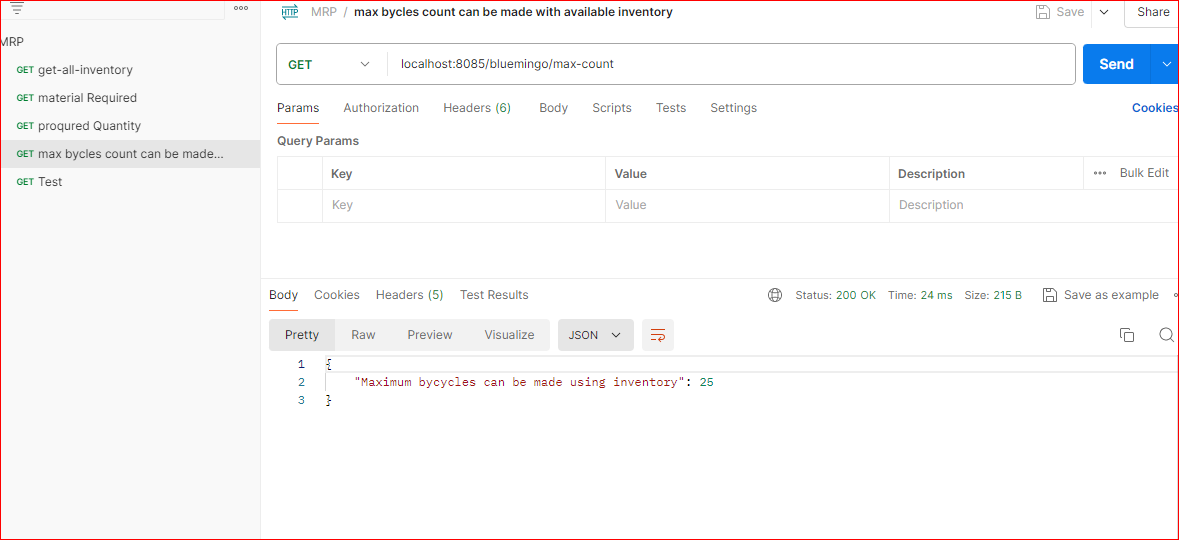 MRP / max bycles count can be made with available inventory
Save
Share
MRP
GET get-all-inventory
GET material Required
GET proqured Quantity
GET max bycles count can be made...
GET Test
HTTP
GET localhost:8085/bluemingo/max-count
Send
Params Authorization Headers (6) Body Scripts Tests Settings Cookies
Query Params
Key Value Description ••• Bulk Edit
Key Value Description
Body Cookies Headers (5) Test Results Status: 200 OK Time: 24 ms Size: 215 B Save as example
Pretty Raw Preview Visualize JSON
1 {
2 "Maximum bycycles can be made using inventory": 25
3 }